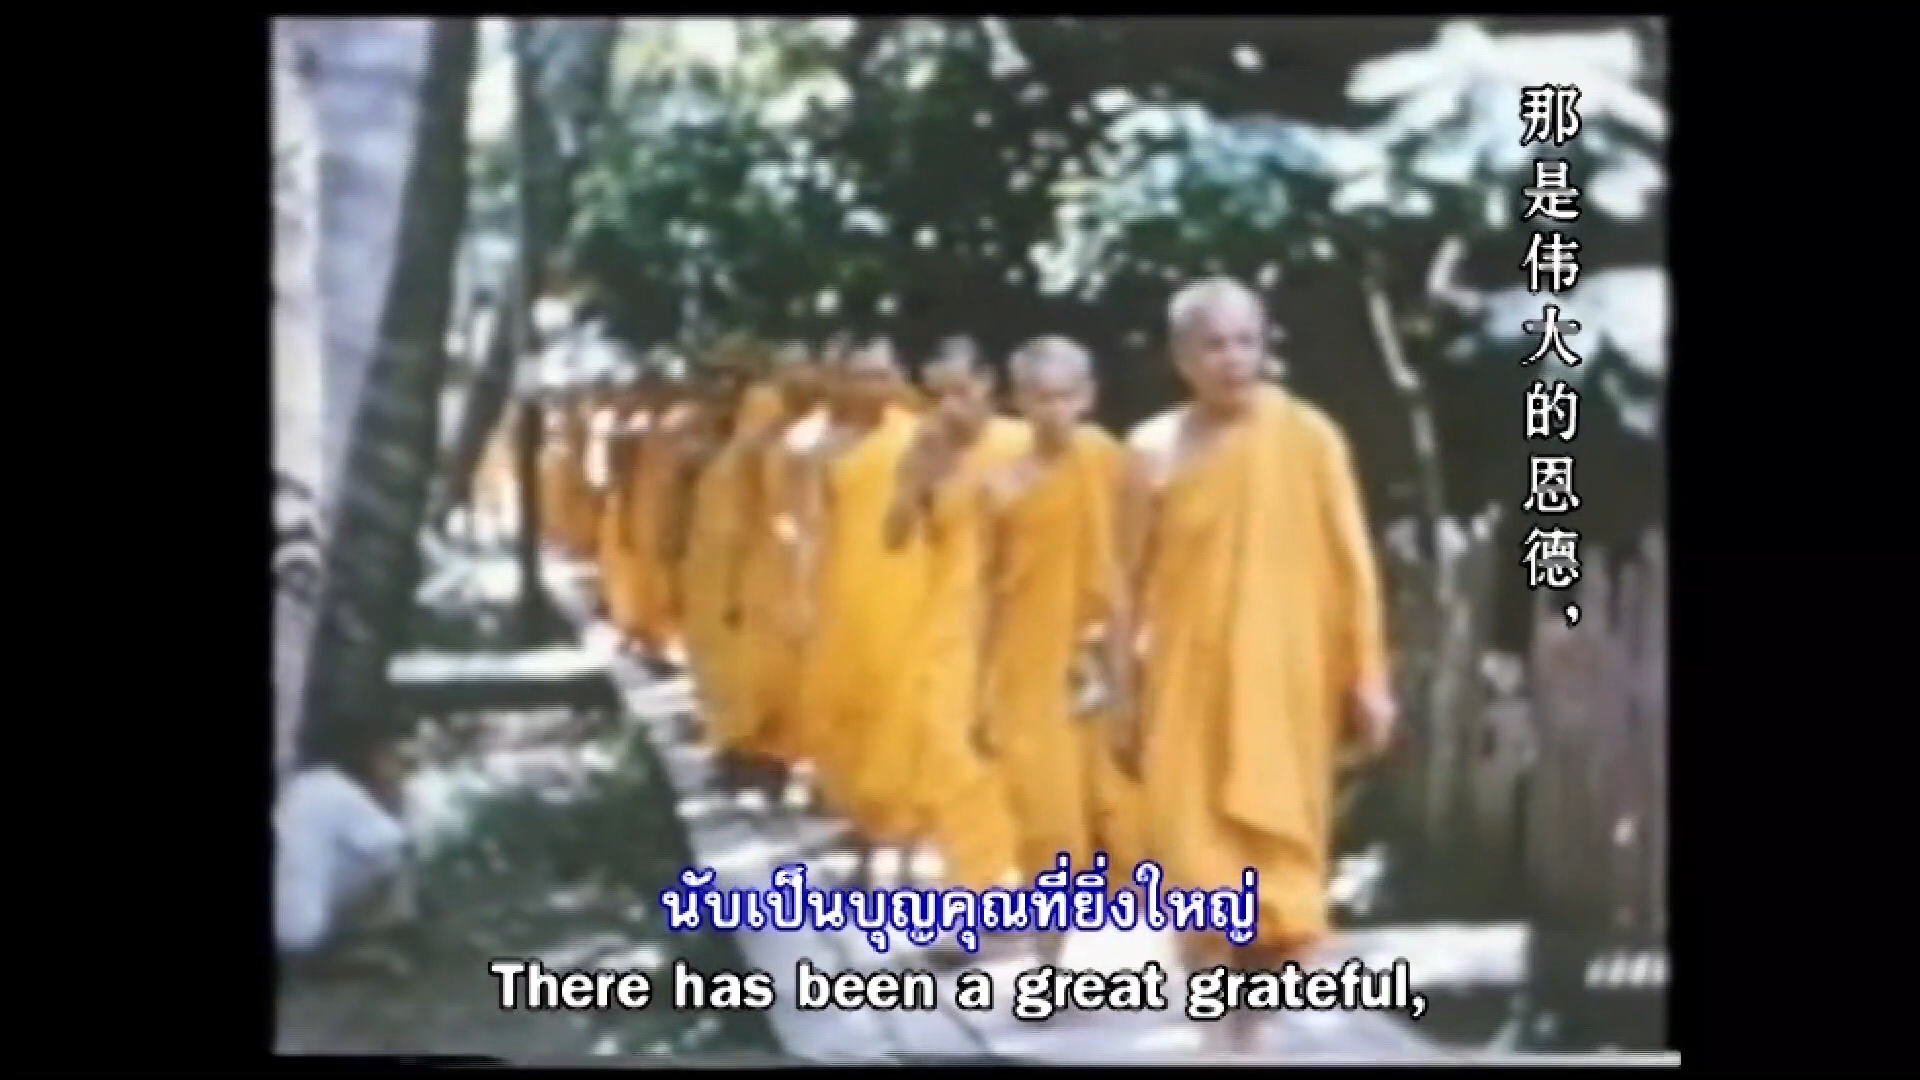 那是伟大的恩德，
นับเป็นบุญคุณที่ยิ่งใหญ่
There has been a great grateful,